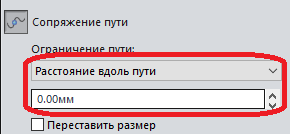 Сопряжение пути
Ограничение пути:
Расстояние вдоль пути
0.00мм
Переставить размер